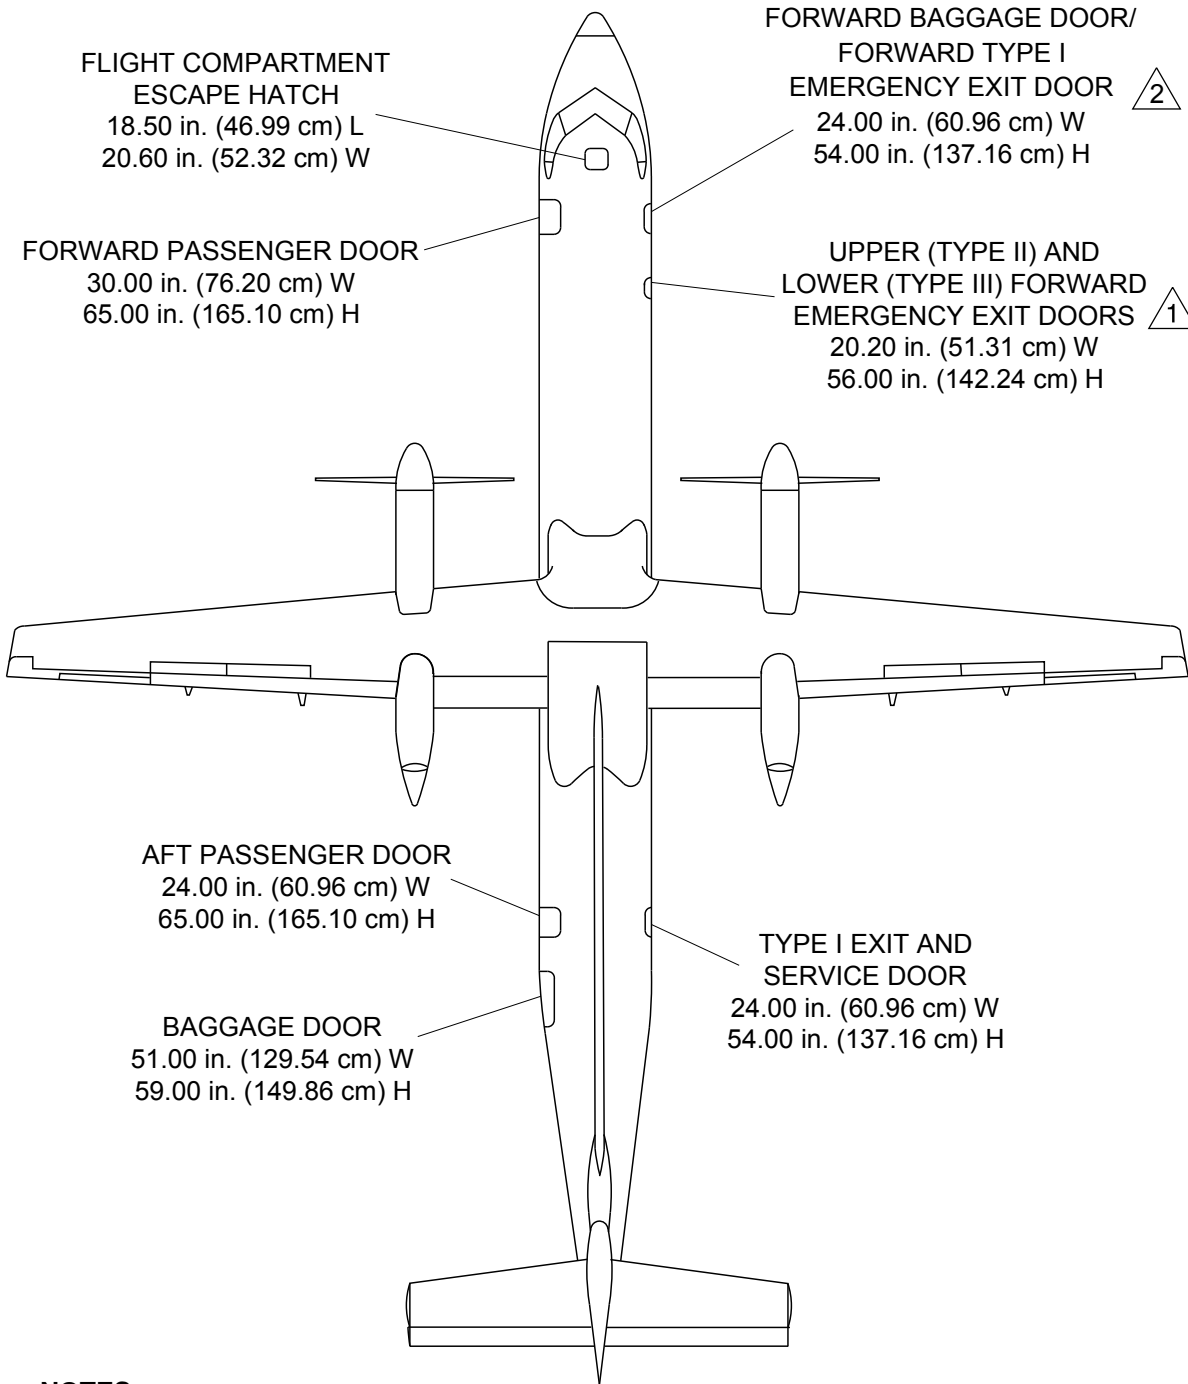 FLIGHT COMPARTMENT
ESCAPE HATCH
18.50 in. (46.99 cm) L
20.60 in. (52.32 cm) W
FORWARD BAGGAGE DOOR/
FORWARD TYPE I
EMERGENCY EXIT DOOR 2
24.00 in. (60.96 cm) W
54.00 in. (137.16 cm) H
FORWARD PASSENGER DOOR
30.00 in. (76.20 cm) W
65.00 in. (165.10 cm) H
UPPER (TYPE II) AND
LOWER (TYPE III) FORWARD
EMERGENCY EXIT DOORS 1
20.20 in. (51.31 cm) W
56.00 in. (142.24 cm) H
AFT PASSENGER DOOR
24.00 in. (60.96 cm) W
65.00 in. (165.10 cm) H
TYPE I EXIT AND
SERVICE DOOR
24.00 in. (60.96 cm) W
54.00 in. (137.16 cm) H
BAGGAGE DOOR
51.00 in. (129.54 cm) W
59.00 in. (149.86 cm) H